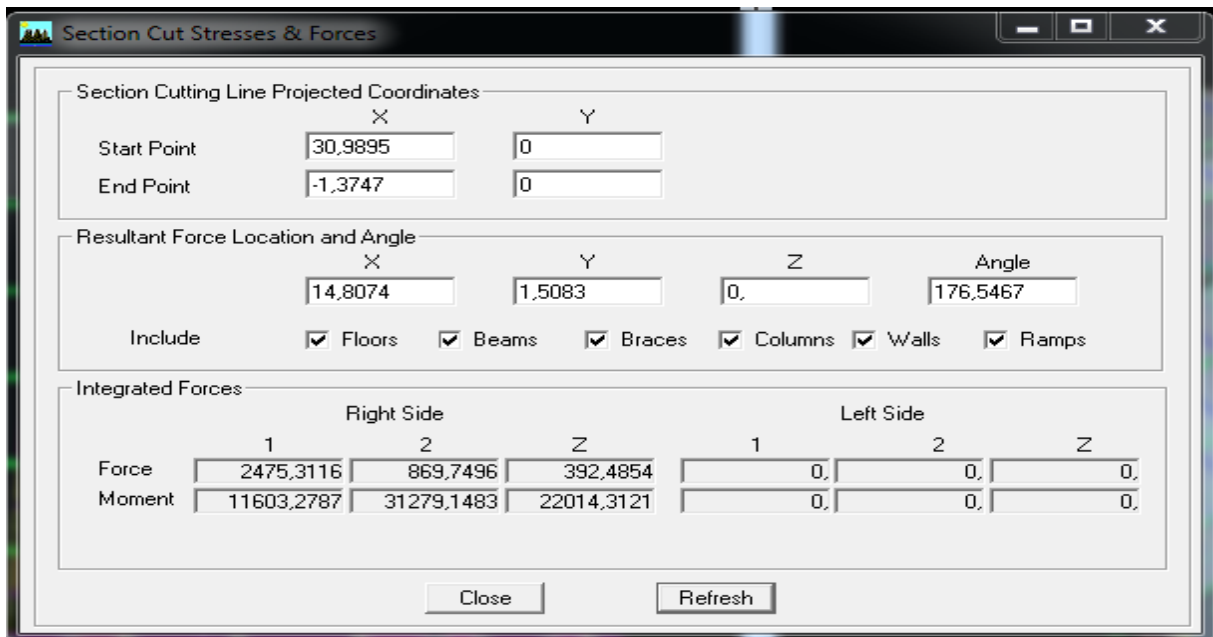 Section Cut Stresses & Forces
Section Cutting Line Projected Coordinates
X Y
Start Point 30,9895 0
End Point -1,3747 0
Resultant Force Location and Angle
X Y Z Angle
14,8074 1,5083 0, 176,5467
Include Floors Beams Braces Columns Walls Ramps
Integrated Forces
Right Side Left Side
1 2 Z 1 2 Z
Force 2475,3116 869,7496 392,4854 0, 0, 0,
Moment 11603,2787 31279,1483 22014,3121 0, 0, 0,
Close Refresh